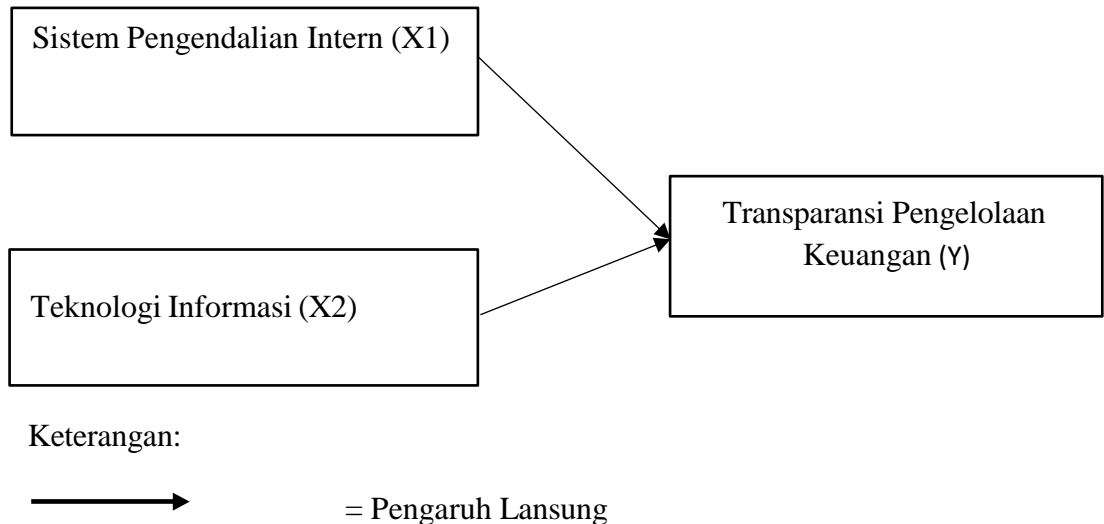 Sistem Pengendalian Intern (X1)
Transparansi Pengelolaan
Keuangan (Y)
Teknologi Informasi (X2)
Keterangan:
= Pengaruh Lansung